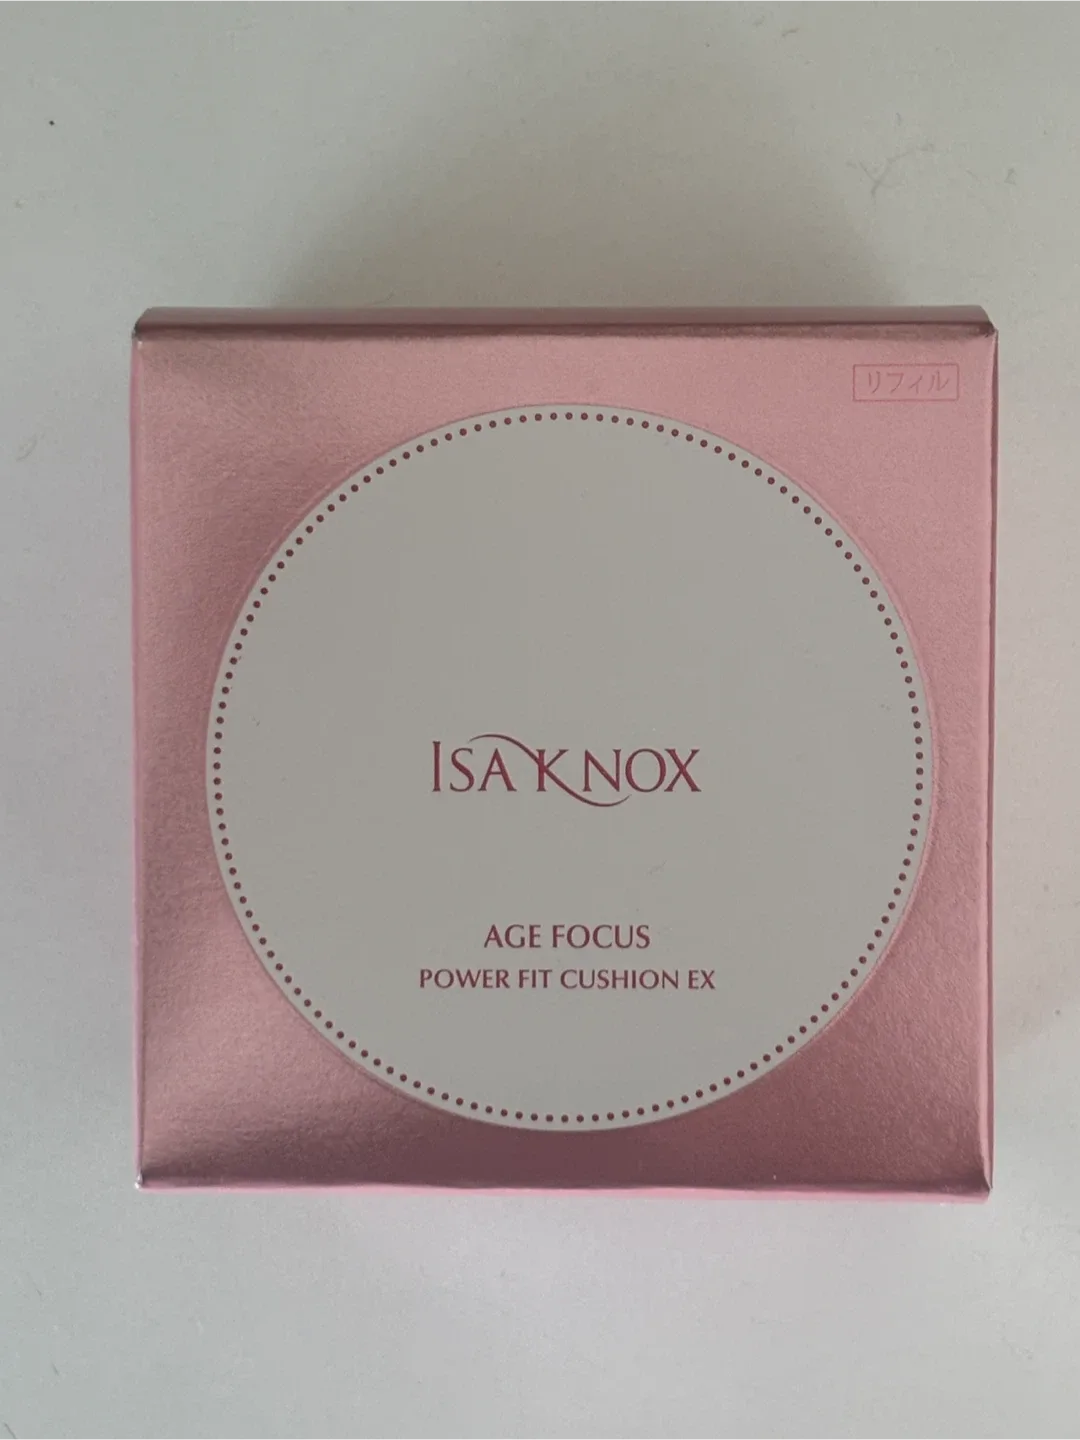 リフィル
ISA KNOX
AGE FOCUS
POWER FIT CUSHION EX